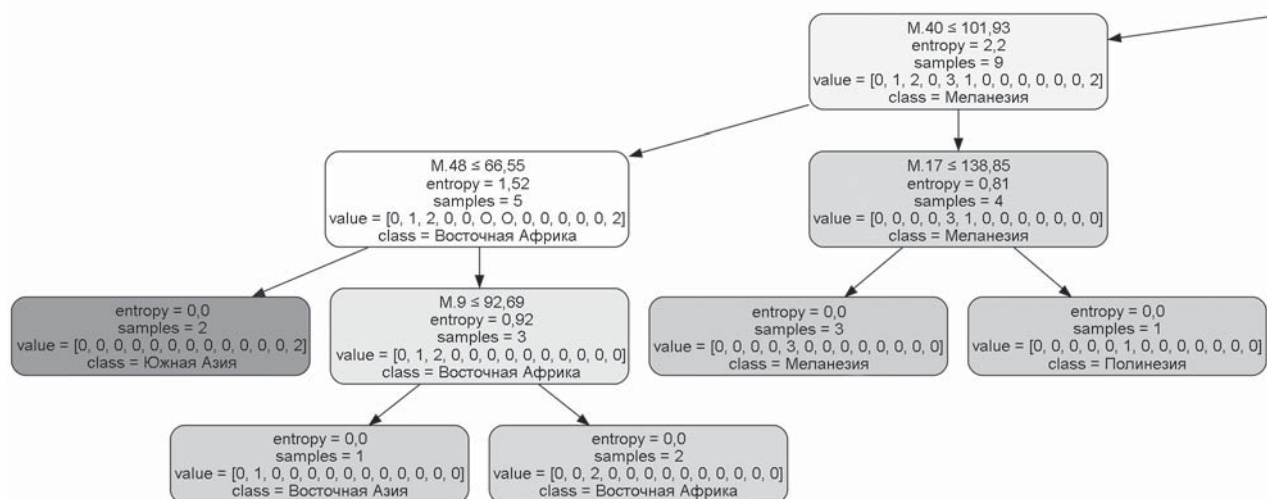 M.40 ≤ 101,93
entropy = 2,2
samples = 9
value = [0, 1, 2, 0, 3, 1, 0, 0, 0, 0, 0, 0, 2]
class = Меланезия
M.48 ≤ 66,55
entropy = 1,52
samples = 5
value = [0, 1, 2, 0, 0, O, O, 0, 0, 0, 0, 0, 2]
class = Восточная Африка
M.17 ≤ 138,85
entropy = 0,81
samples = 4
value = [0, 0, 0, 0, 3, 1, 0, 0, 0, 0, 0, 0, 0]
class = Меланезия
entropy = 0,0
samples = 2
value = [0, 0, 0, 0, 0, 0, 0, 0, 0, 0, 0, 0, 2]
class = Южная Азия
M.9 ≤ 92,69
entropy = 0,92
samples = 3
value = [0, 1, 2, 0, 0, 0, 0, 0, 0, 0, 0, 0, 0]
class = Восточная Африка
entropy = 0,0
samples = 3
value = [0, 0, 0, 0, 3, 0, 0, 0, 0, 0, 0, 0, 0]
class = Меланезия
entropy = 0,0
samples = 1
value = [0, 0, 0, 0, 0, 1, 0, 0, 0, 0, 0, 0, 0]
class = Полинезия
entropy = 0,0
samples = 1
value = [0, 1, 0, 0, 0, 0, 0, 0, 0, 0, 0, 0, 0]
class = Восточная Азия
entropy = 0,0
samples = 2
value = [0, 0, 2, 0, 0, 0, 0, 0, 0, 0, 0, 0, 0]
class = Восточная Африка